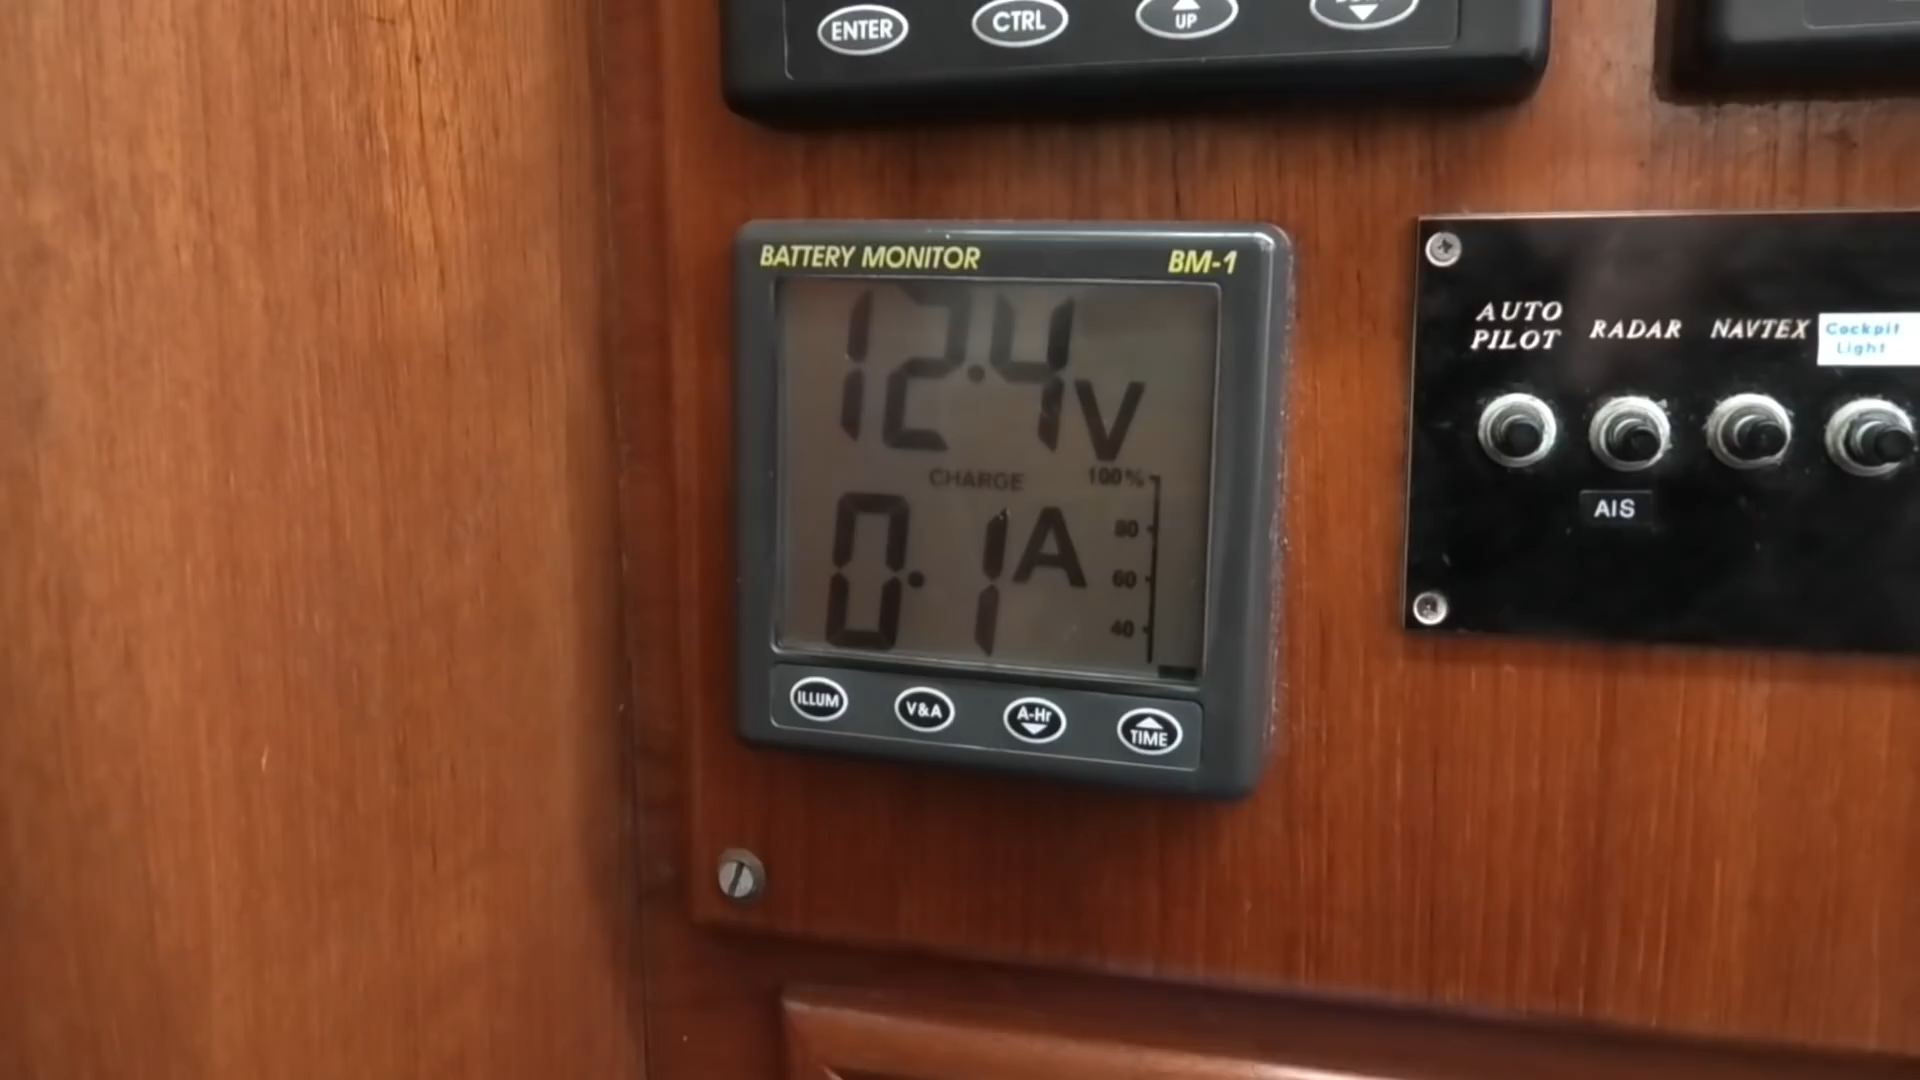 ENTER CTRL UP
BATTERY MONITOR BM-1
12.4V
CHARGE 100%
80
0.1A
60
40
ILLUM V&A A-Hr TIME
AUTO PILOT RADAR NAVTEX Cockpit Light
AIS